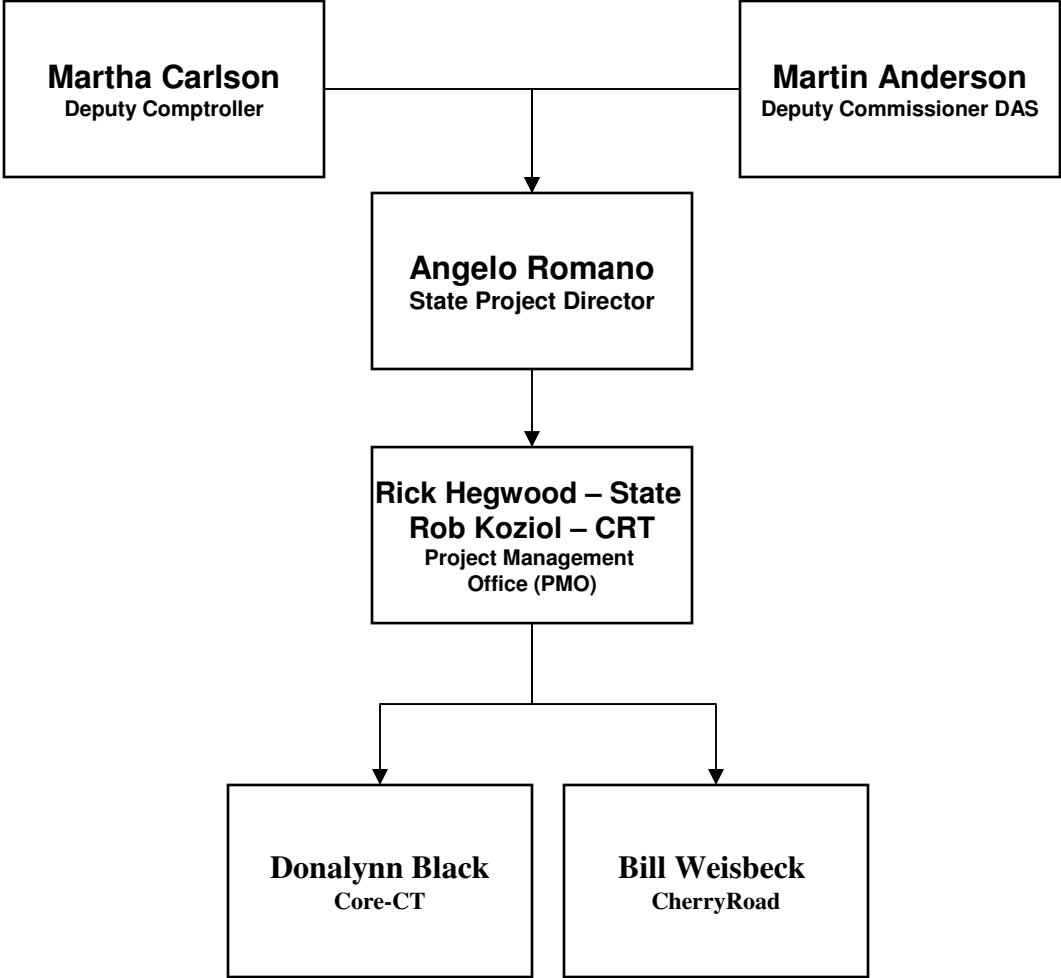 Martha Carlson
Deputy Comptroller
Martin Anderson
Deputy Commissioner DAS
Angelo Romano
State Project Director
Rick Hegwood – State
Rob Koziol – CRT
Project Management
Office (PMO)
Donalynn Black
Core-CT
Bill Weisbeck
CherryRoad